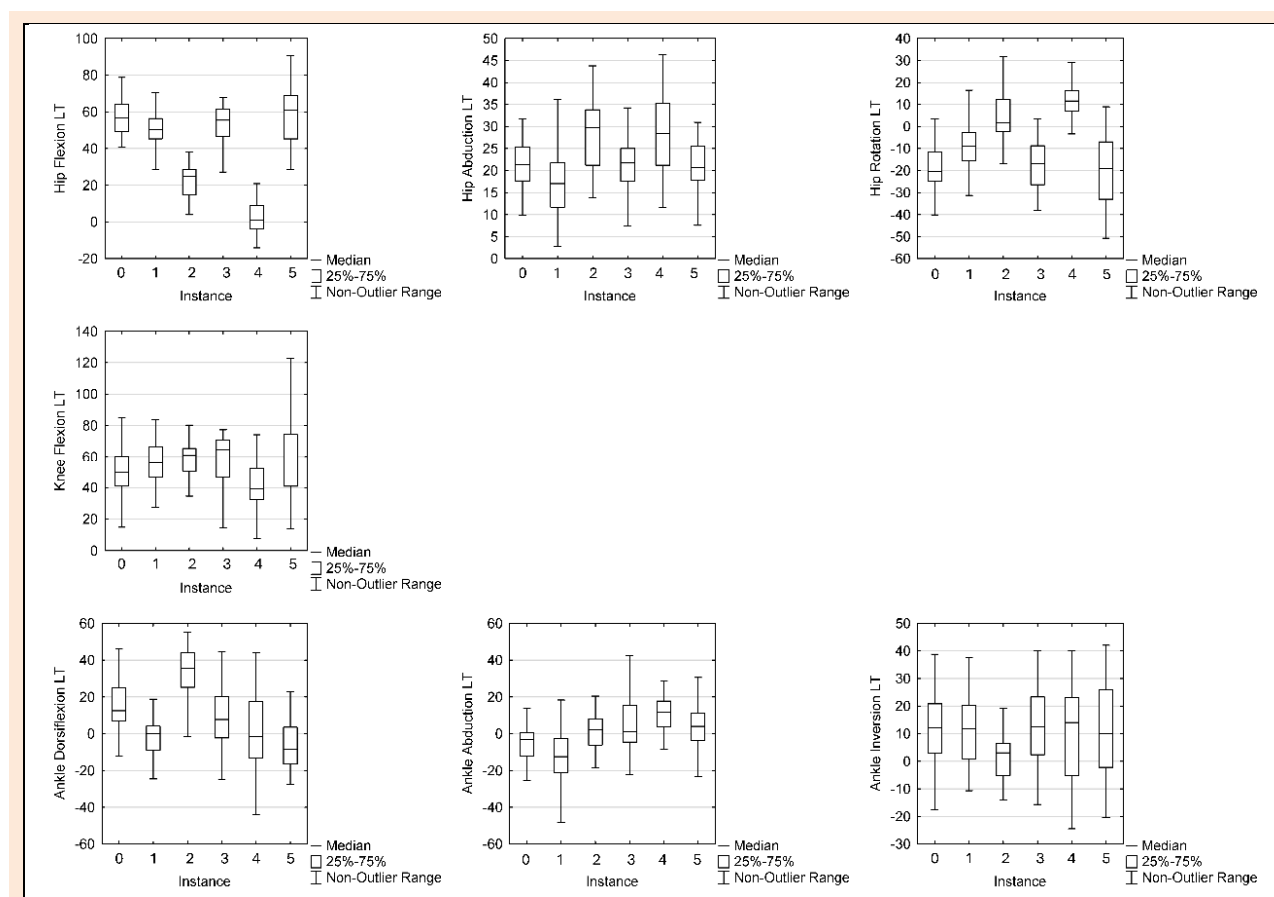 Hip Flexion LT
100
80
60
40
20
0
-20
0 1 2 3 4 5
Instance
Median
25%-75%
Non-Outlier Range
Hip Abduction LT
50
45
40
35
30
25
20
15
10
5
0
0 1 2 3 4 5
Instance
Median
25%-75%
Non-Outlier Range
Hip Rotation LT
40
30
20
10
0
-10
-20
-30
-40
-50
-60
0 1 2 3 4 5
Instance
Median
25%-75%
Non-Outlier Range
Knee Flexion LT
140
120
100
80
60
40
20
0
0 1 2 3 4 5
Instance
Median
25%-75%
Non-Outlier Range
Ankle Dorsiflexion LT
60
40
20
0
-20
-40
-60
0 1 2 3 4 5
Instance
Median
25%-75%
Non-Outlier Range
Ankle Abduction LT
60
40
20
0
-20
-40
-60
0 1 2 3 4 5
Instance
Median
25%-75%
Non-Outlier Range
Ankle Inversion LT
50
40
30
20
10
0
-10
-20
-30
0 1 2 3 4 5
Instance
Median
25%-75%
Non-Outlier Range